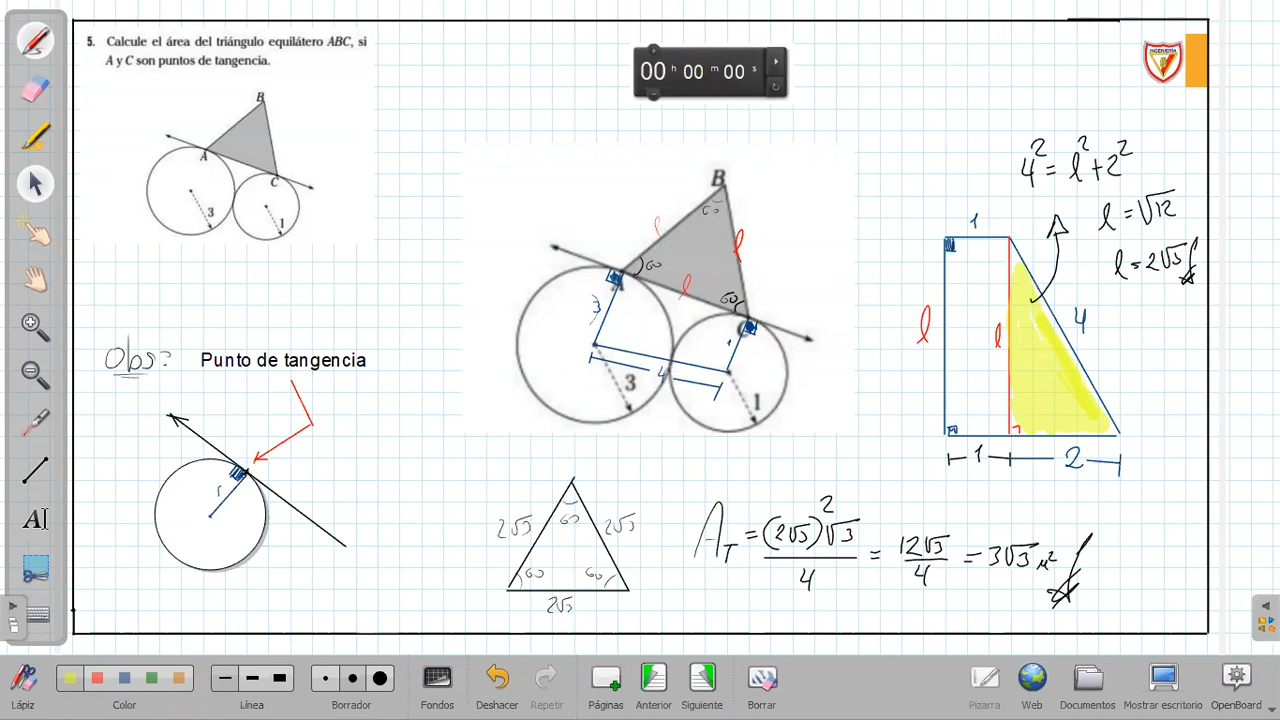 5. Calcule el área del triángulo equilátero ABC, si
A y C son puntos de tangencia.
B
A
C
3
1
00 h 00 m 00 s
INGENIERÍA
4² = l² + 2²
l = √12
l = 2√3
B
60
l
l
60
A
l
60
C
3
1
4
3
1
1
l
l
4
1
2
Obs:
Punto de tangencia
r
60
2√3
2√3
60
60
2√3
A_T = (2√3)²√3 / 4 = 12√3 / 4 = 3√3 u²
Lápiz
Color
Línea
Borrador
Fondos
Deshacer
Repetir
Páginas
Anterior
Siguiente
Borrar
Pizarra
Web
Documentos
Mostrar escritorio
OpenBoard